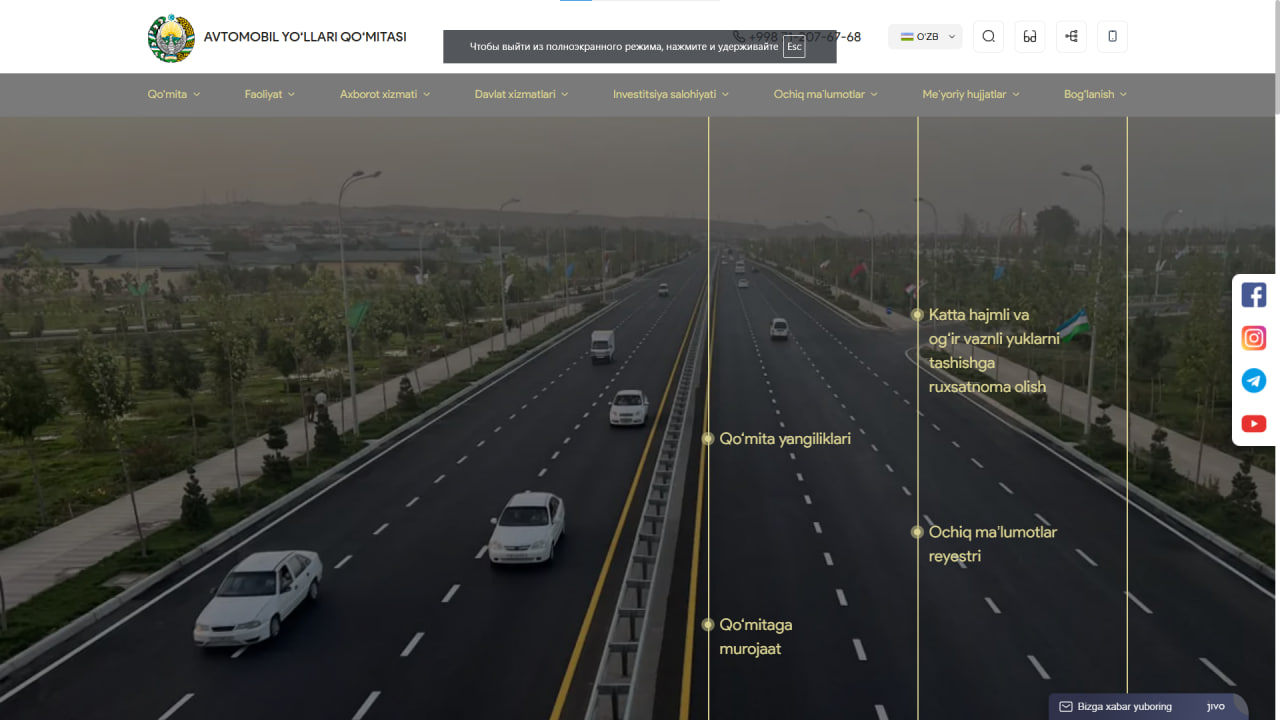 AVTOMOBIL YO‘LLARI QO‘MITASI
+998 71-207-67-68
O‘ZB
Чтобы выйти из полноэкранного режима, нажмите и удерживайте Esc
Qo‘mita
Faoliyat
Axborot xizmati
Davlat xizmatlari
Investitsiya salohiyati
Ochiq ma’lumotlar
Me’yoriy hujjatlar
Bog‘lanish
Katta hajmli va
og‘ir vaznli yuklarni
tashishga
ruxsatnoma olish
Qo‘mita yangiliklari
Ochiq ma’lumotlar
reyestri
Qo‘mitaga
murojaat
Bizga xabar yuboring
jivo